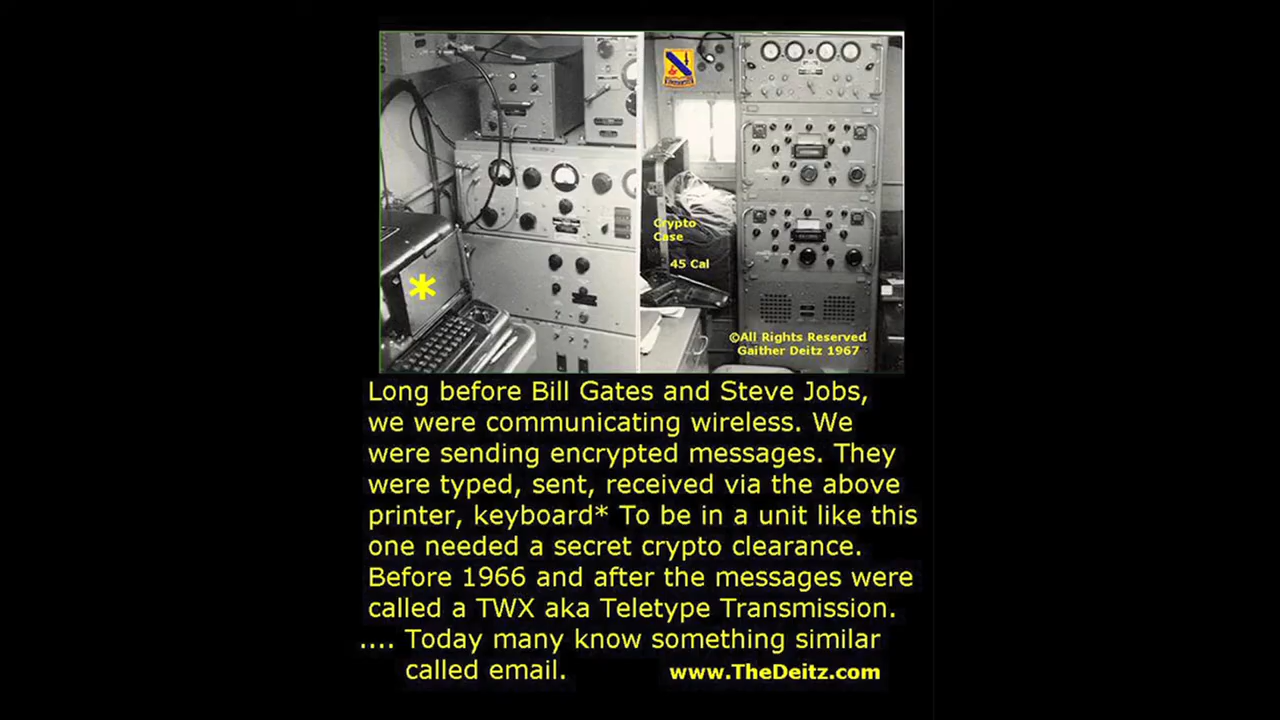 Crypto
Case
45 Cal
©All Rights Reserved
Gaither Deitz 1967
*
Long before Bill Gates and Steve Jobs,
we were communicating wireless. We
were sending encrypted messages. They
were typed, sent, received via the above
printer, keyboard* To be in a unit like this
one needed a secret crypto clearance.
Before 1966 and after the messages were
called a TWX aka Teletype Transmission.
.... Today many know something similar
called email.
www.TheDeitz.com